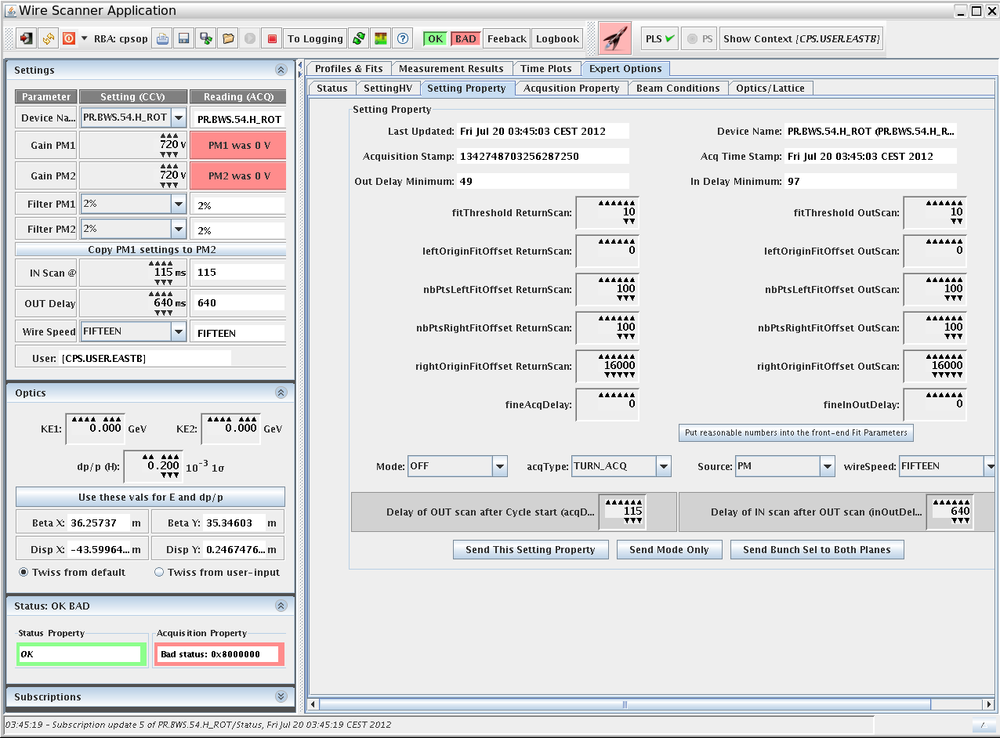 Wire Scanner Application
RBA: cpsop To Logging OK BAD Feeback Logbook PLS PS Show Context [CPS.USER.EASTB]
Settings
Parameter Setting (CCV) Reading (ACQ)
Device Na... PR.BWS.54.H_ROT PR.BWS.54.H_ROT
Gain PM1 720 V PM1 was 0 V
Gain PM2 720 V PM2 was 0 V
Filter PM1 2% 2%
Filter PM2 2% 2%
Copy PM1 settings to PM2
IN Scan @ 115 ms 115
OUT Delay 640 ms 640
Wire Speed FIFTEEN FIFTEEN
User: [CPS.USER.EASTB]
Optics
KE1: 0.000 GeV KE2: 0.000 GeV
dp/p (H): 0.200 10⁻³ 1σ
Use these vals for E and dp/p
Beta X: 36.25737 m Beta Y: 35.34603 m
Disp X: -43.59964... m Disp Y: 0.2467476... m
Twiss from default Twiss from user-input
Status: OK BAD
Status Property Acquisition Property
OK Bad status: 0x8000000
Subscriptions
Profiles & Fits Measurement Results Time Plots Expert Options
Status SettingHV Setting Property Acqusition Property Beam Conditions Optics/Lattice
Setting Property
Last Updated: Fri Jul 20 03:45:03 CEST 2012 Device Name: PR.BWS.54.H_ROT (PR.BWS.54.H_R...
Acquisition Stamp: 1342748703256287250 Acq Time Stamp: Fri Jul 20 03:45:03 CEST 2012
Out Delay Minimum: 49 In Delay Minimum: 97
fitThreshold ReturnScan: 10 fitThreshold OutScan: 10
leftOriginFitOffset ReturnScan: 0 leftOriginFitOffset OutScan: 0
nbPtsLeftFitOffset ReturnScan: 100 nbPtsLeftFitOffset OutScan: 100
nbPtsRightFitOffset ReturnScan: 100 nbPtsRightFitOffset OutScan: 100
rightOriginFitOffset ReturnScan: 16000 rightOriginFitOffset OutScan: 16000
fineAcqDelay: 0 fineInOutDelay: 0
Put reasonable numbers into the front-end Fit Parameters
Mode: OFF acqType: TURN_ACQ Source: PM wireSpeed: FIFTEEN
Delay of OUT scan after Cycle start (acqD... 115 Delay of IN scan after OUT scan (inOutDel... 640
Send This Setting Property Send Mode Only Send Bunch Sel to Both Planes
03:45:19 - Subscription update 5 of PR.BWS.54.H_ROT/Status, Fri Jul 20 03:45:19 CEST 2012